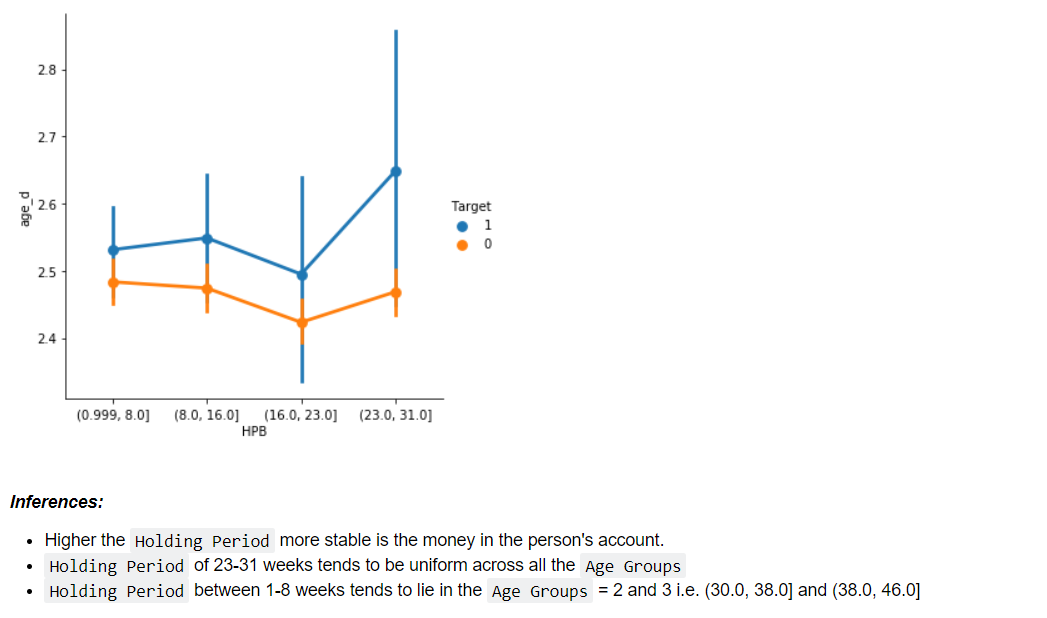 2.8
2.7
2.6
2.5
2.4
age_d
(0.999, 8.0] (8.0, 16.0] (16.0, 23.0] (23.0, 31.0]
HPB
Target
1
0
Inferences:
Higher the Holding Period more stable is the money in the person's account.
Holding Period of 23-31 weeks tends to be uniform across all the Age Groups
Holding Period between 1-8 weeks tends to lie in the Age Groups = 2 and 3 i.e. (30.0, 38.0] and (38.0, 46.0]